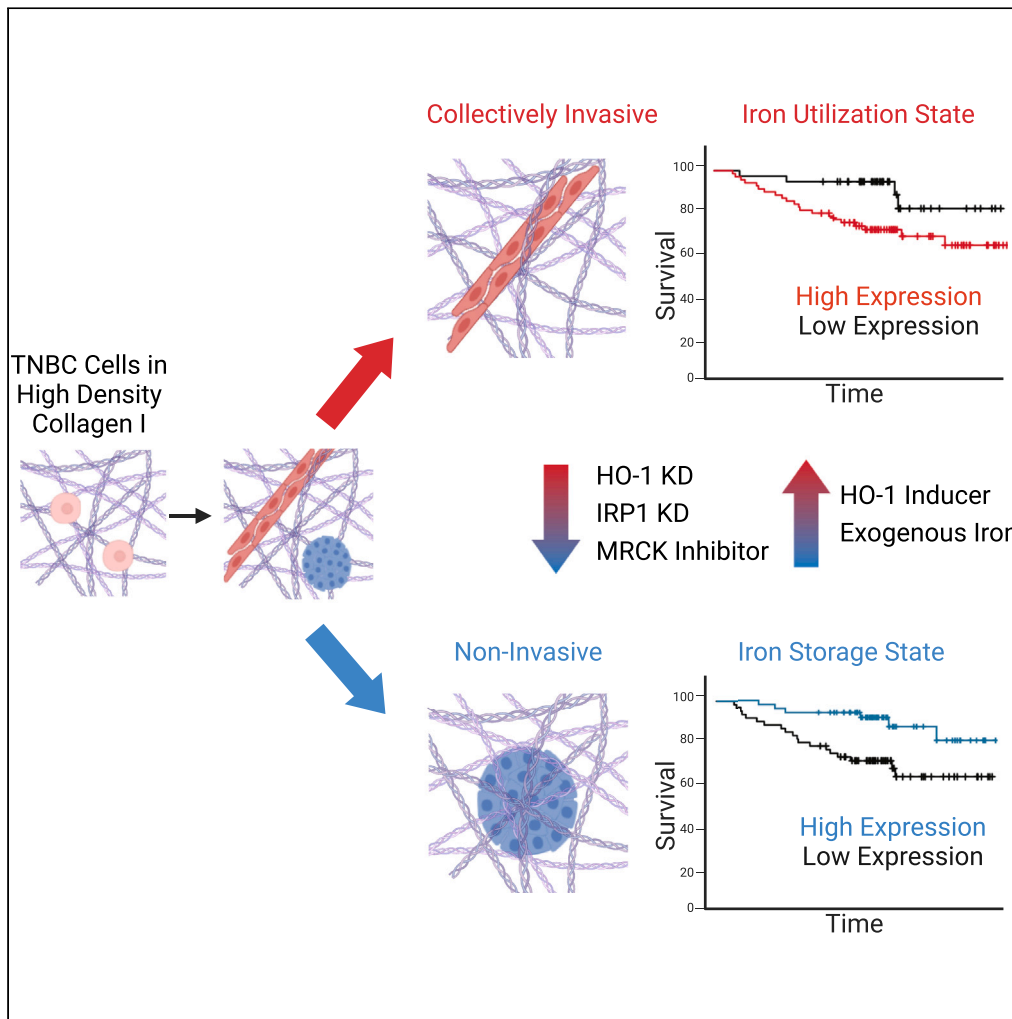 Collectively Invasive
Iron Utilization State
100
80
60
40
20
0
Survival
High Expression
Low Expression
Time
TNBC Cells in
High Density
Collagen I
HO-1 KD
IRP1 KD
MRCK Inhibitor
HO-1 Inducer
Exogenous Iron
Non-Invasive
Iron Storage State
100
80
60
40
20
0
Survival
High Expression
Low Expression
Time